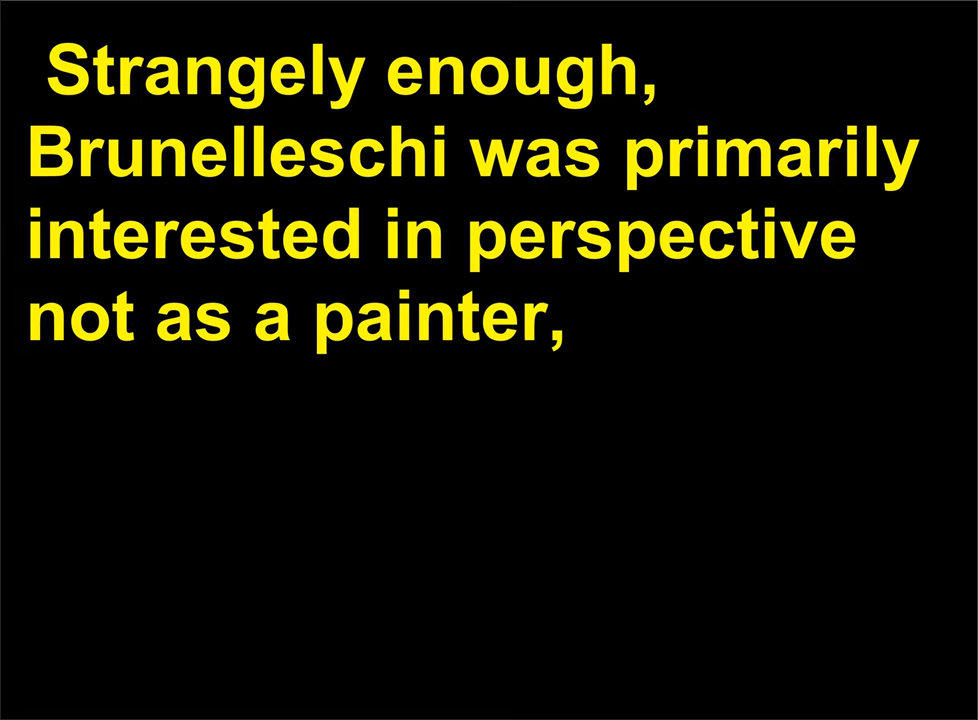 Strangely enough,
Brunelleschi was primarily
interested in perspective
not as a painter,